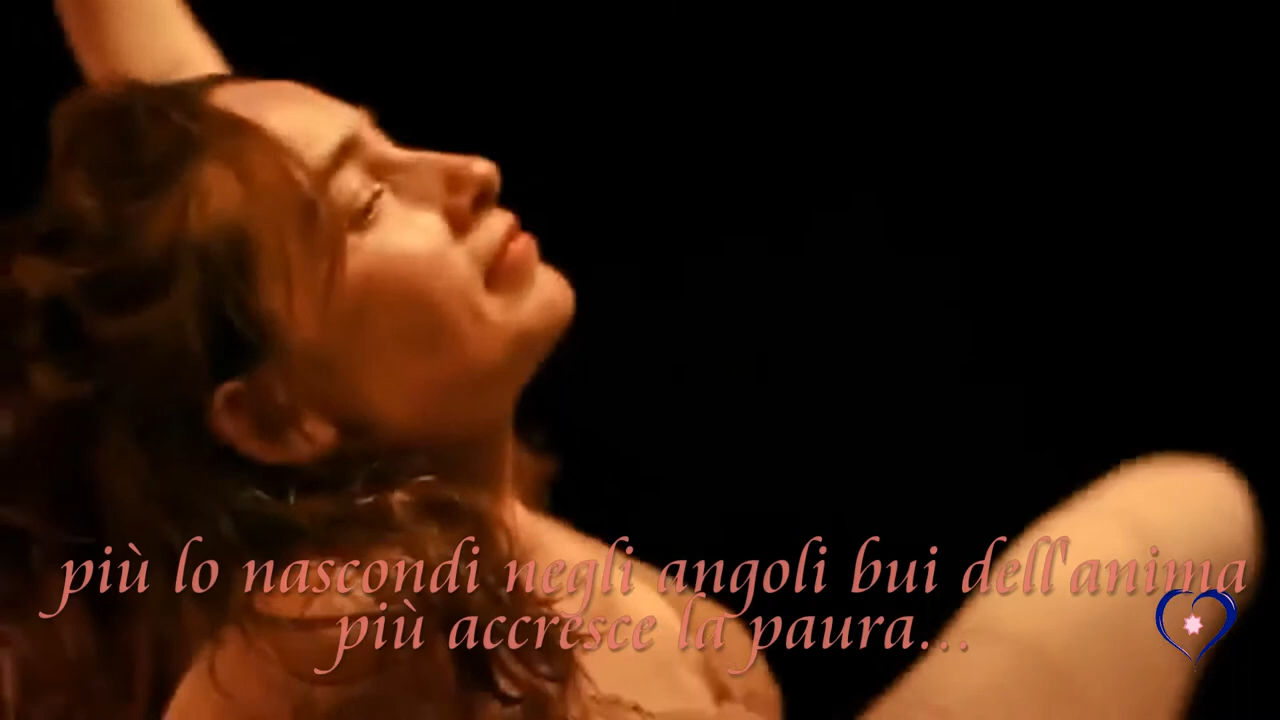 più lo nascondi negli angoli bui dell'anima
più accresce la paura...